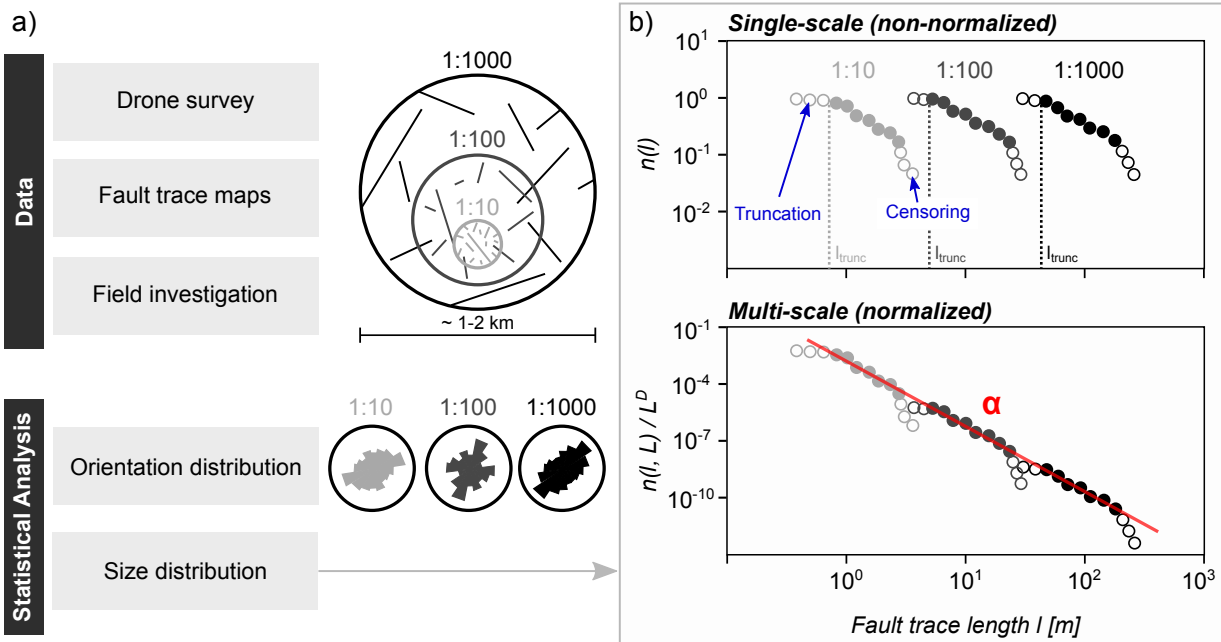 a)
Data
Drone survey
Fault trace maps
Field investigation
1:1000
1:100
1:10
~ 1-2 km
Statistical Analysis
Orientation distribution
1:10
1:100
1:1000
Size distribution
b)
Single-scale (non-normalized)
n(l)
10¹
10⁰
10⁻¹
10⁻²
1:10
1:100
1:1000
Truncation
Censoring
l_trunc
l_trunc
l_trunc
Multi-scale (normalized)
n(l, L) / L^D
10⁻¹
10⁻⁴
10⁻⁷
10⁻¹⁰
α
10⁰
10¹
10²
10³
Fault trace length l [m]